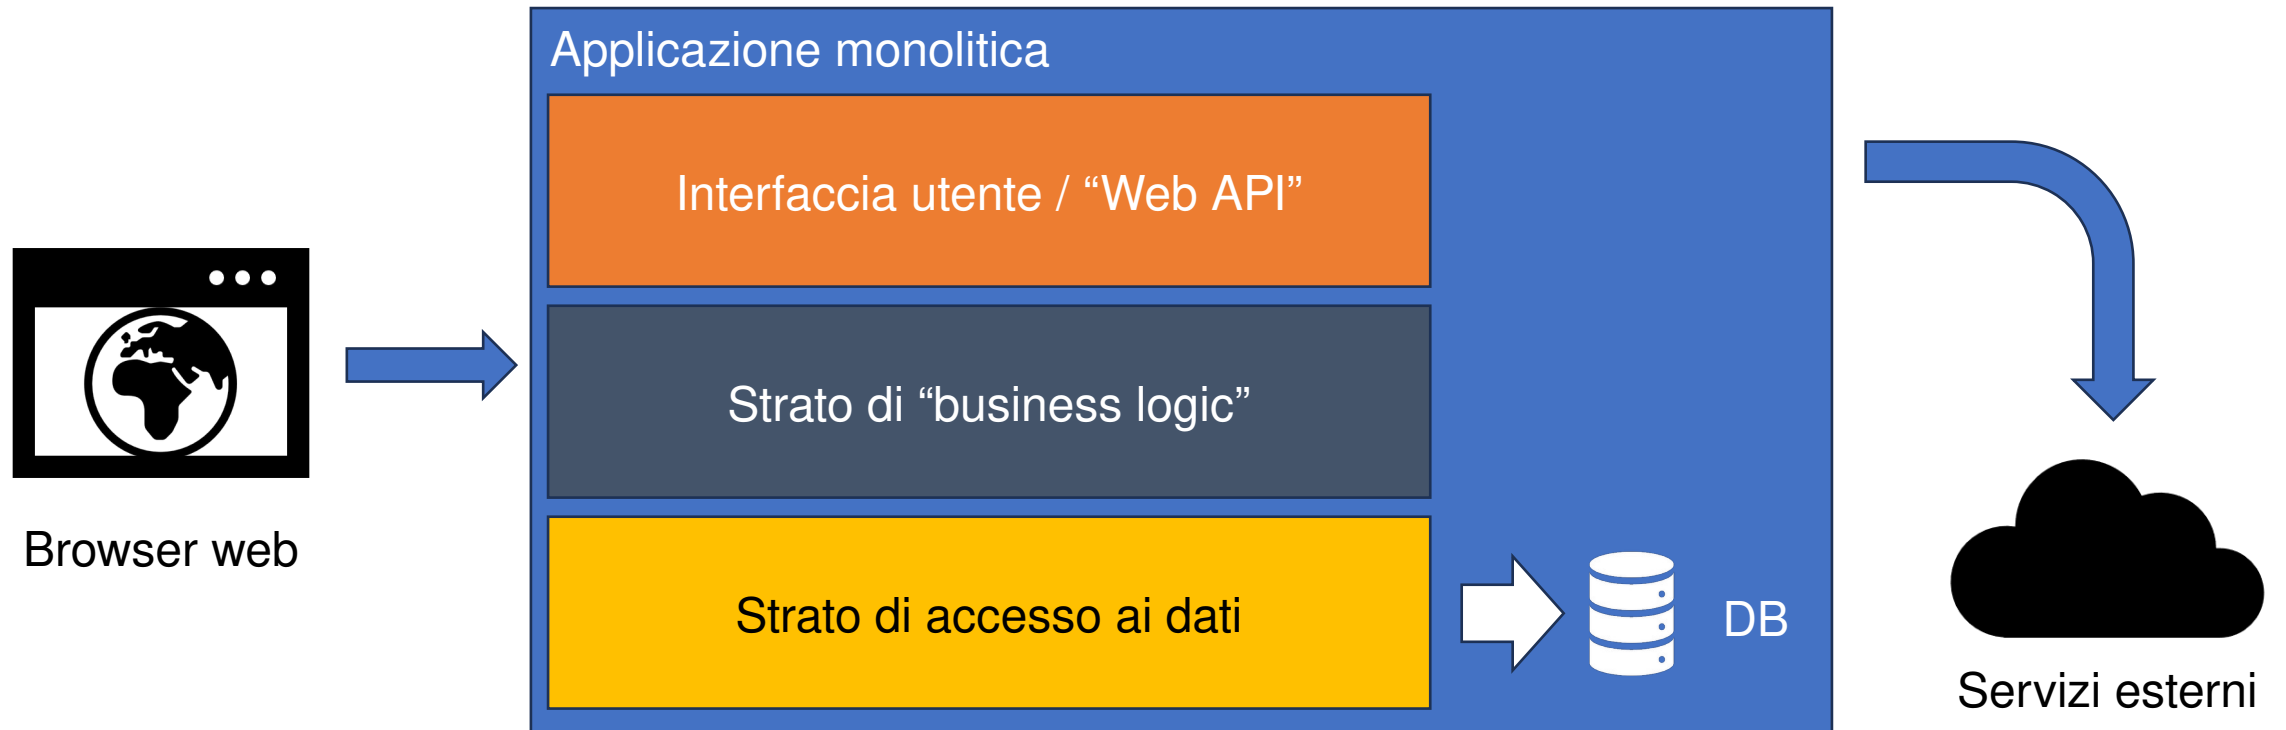 Applicazione monolitica
Interfaccia utente / “Web API”
Strato di “business logic”
Browser web
Strato di accesso ai dati
DB
Servizi esterni